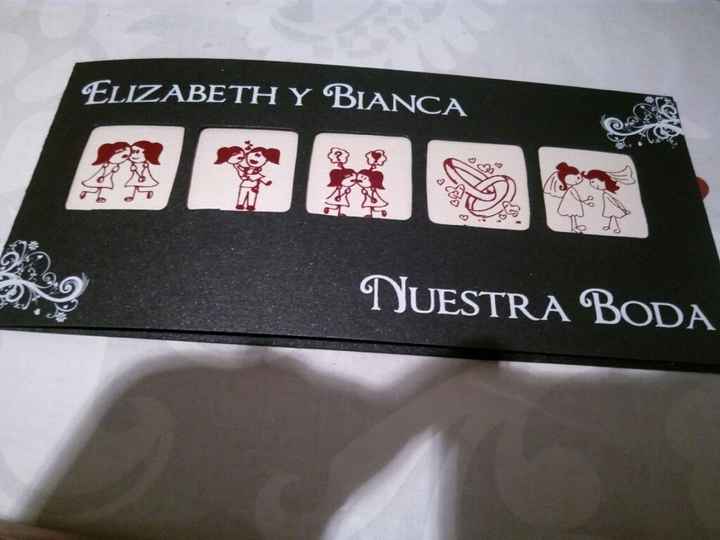 Elizabeth y Bianca
Nuestra Boda